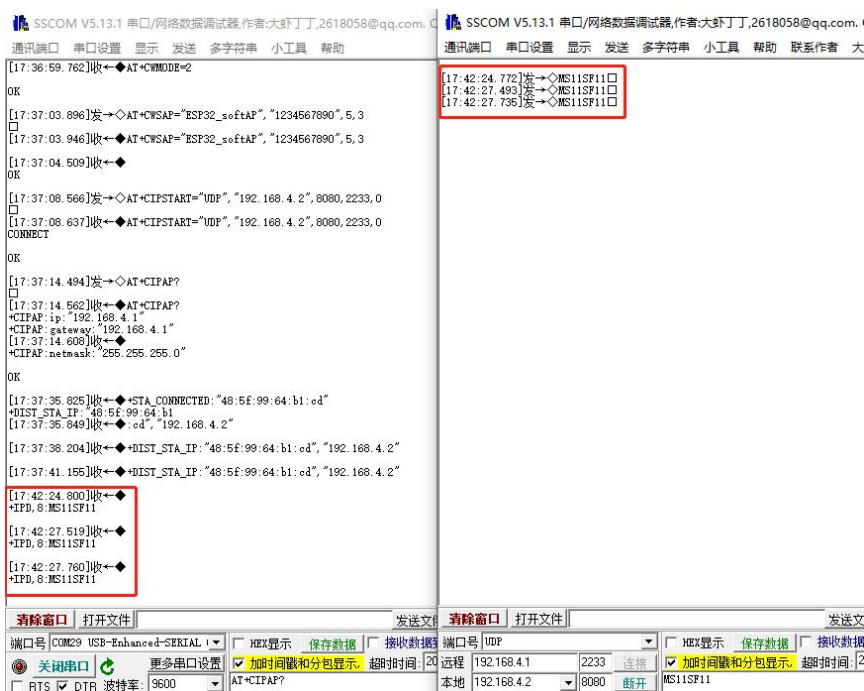 SSCOM V5.13.1 串口/网络数据调试器,作者:大虾丁丁,2618058@qq.com. C
通讯端口 串口设置 显示 发送 多字符串 小工具 帮助
[17:36:59.762]收←◆AT+CWMODE=2
OK
[17:37:03.896]发→◇AT+CWSAP="ESP32_softAP","1234567890",5,3
□
[17:37:03.946]收←◆AT+CWSAP="ESP32_softAP","1234567890",5,3
[17:37:04.509]收←◆
OK
[17:37:08.566]发→◇AT+CIPSTART="UDP","192.168.4.2",8080,2233,0
□
[17:37:08.637]收←◆AT+CIPSTART="UDP","192.168.4.2",8080,2233,0
CONNECT
OK
[17:37:14.494]发→◇AT+CIPAP?
□
[17:37:14.562]收←◆AT+CIPAP?
+CIPAP:ip:"192.168.4.1"
+CIPAP:gateway:"192.168.4.1"
[17:37:14.608]收←◆
+CIPAP:netmask:"255.255.255.0"
OK
[17:37:35.825]收←◆+STA_CONNECTED:"48:5f:99:64:b1:cd"
+DIST_STA_IP:"48:5f:99:64:b1
[17:37:35.849]收←◆:cd","192.168.4.2"
[17:37:38.204]收←◆+DIST_STA_IP:"48:5f:99:64:b1:cd","192.168.4.2"
[17:37:41.155]收←◆+DIST_STA_IP:"48:5f:99:64:b1:cd","192.168.4.2"
[17:42:24.800]收←◆
+IPD,8:MS11SF11
[17:42:27.519]收←◆
+IPD,8:MS11SF11
[17:42:27.760]收←◆
+IPD,8:MS11SF11
清除窗口 打开文件 发送文
端口号 COM29 USB-Enhanced-SERIAL HEX显示 保存数据 接收数据
关闭串口 更多串口设置 加时间戳和分包显示, 超时时间: 20
RTS DTR 波特率: 9600 AT+CIPAP?
SSCOM V5.13.1 串口/网络数据调试器,作者:大虾丁丁,2618058@qq.com.
通讯端口 串口设置 显示 发送 多字符串 小工具 帮助 联系作者 大
[17:42:24.772]发→◇MS11SF11□
[17:42:27.493]发→◇MS11SF11□
[17:42:27.735]发→◇MS11SF11□
清除窗口 打开文件 发送文
端口号 UDP HEX显示 保存数据 接收数据
远程 192.168.4.1 2233 连接 加时间戳和分包显示, 超时时间: 2
本地 192.168.4.2 8080 断开 MS11SF11